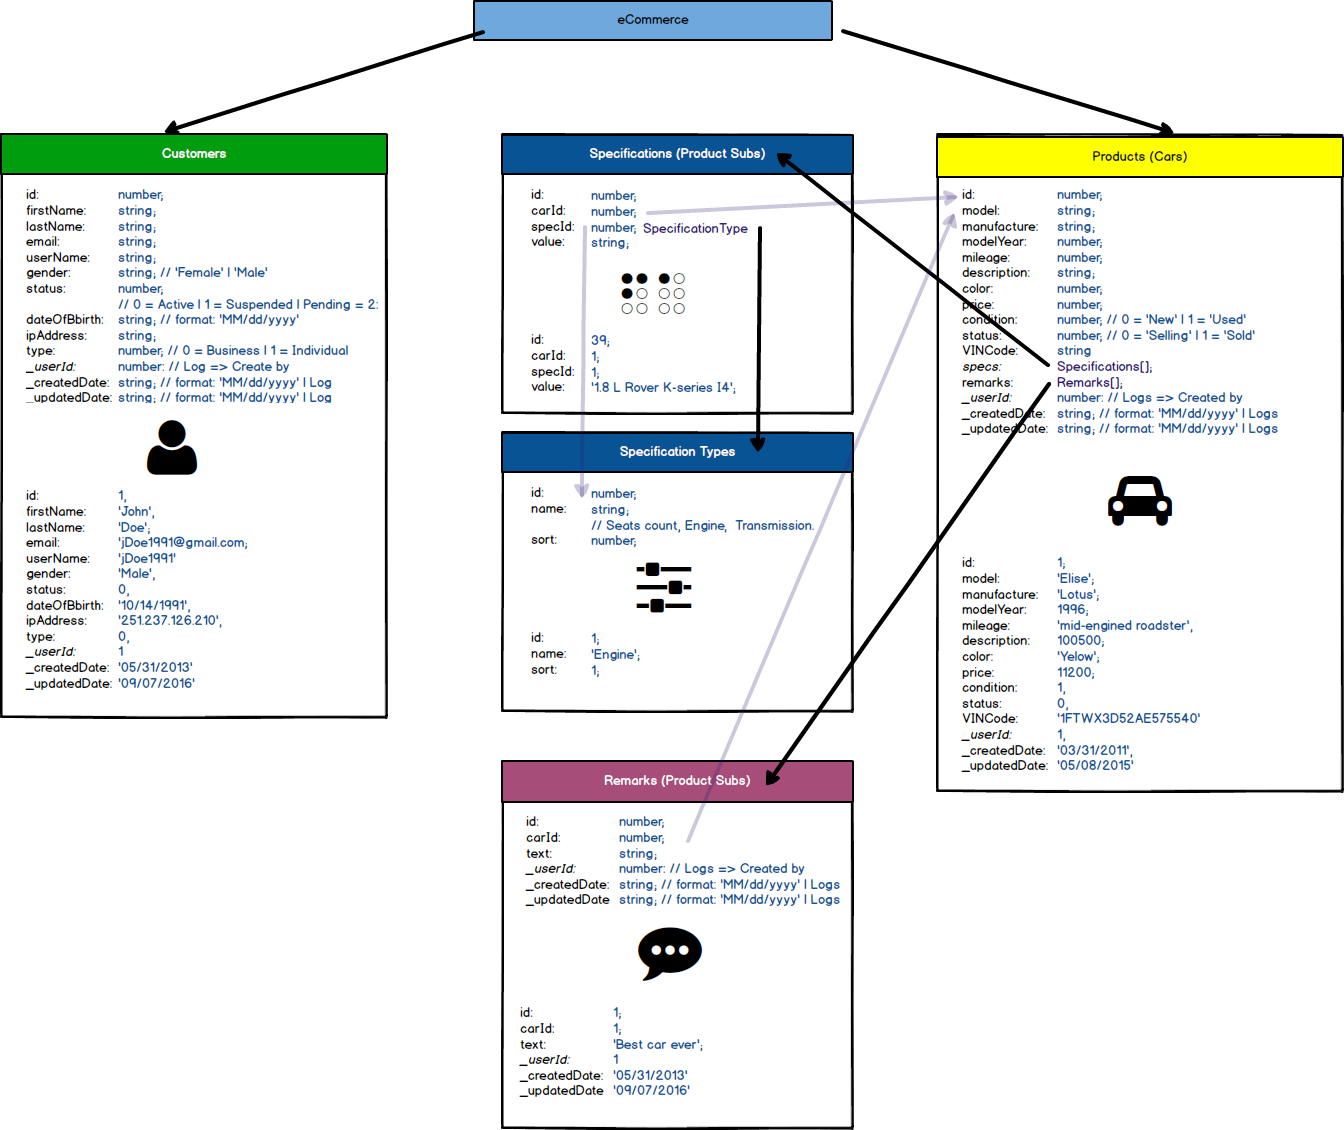 eCommerce
Customers
id: number;
firstName: string;
lastName: string;
email: string;
userName: string;
gender: string; // 'Female' | 'Male'
status: number;
// 0 = Active | 1 = Suspended | Pending = 2:
dateOfBbirth: string; // format: 'MM/dd/yyyy'
ipAddress: string;
type: number; // 0 = Business | 1 = Individual
_userId: number: // Log => Create by
_createdDate: string; // format: 'MM/dd/yyyy' | Log
_updatedDate: string; // format: 'MM/dd/yyyy' | Log
id: 1,
firstName: 'John',
lastName: 'Doe';
email: 'jDoe1991@gmail.com;
userName: 'jDoe1991'
gender: 'Male',
status: 0,
dateOfBbirth: '10/14/1991',
ipAddress: '251.237.126.210',
type: 0,
_userId: 1
_createdDate: '05/31/2013'
_updatedDate: '09/07/2016'
Specifications (Product Subs)
id: number;
carId: number;
specId: number; SpecificationType
value: string;
id: 39;
carId: 1;
specId: 1;
value: '1.8 L Rover K-series I4';
Specification Types
id: number;
name: string;
// Seats count, Engine, Transmission.
sort: number;
id: 1;
name: 'Engine';
sort: 1;
Remarks (Product Subs)
id: number;
carId: number;
text: string;
_userId: number: // Logs => Created by
_createdDate: string; // format: 'MM/dd/yyyy' | Logs
_updatedDate string; // format: 'MM/dd/yyyy' | Logs
id: 1;
carId: 1;
text: 'Best car ever';
_userId: 1
_createdDate: '05/31/2013'
_updatedDate '09/07/2016'
Products (Cars)
id: number;
model: string;
manufacture: string;
modelYear: number;
mileage: number;
description: string;
color: number;
price: number;
condition: number; // 0 = 'New' | 1 = 'Used'
status: number; // 0 = 'Selling' | 1 = 'Sold'
VINCode: string
specs: Specifications[];
remarks: Remarks[];
_userId: number: // Logs => Created by
_createdDate: string; // format: 'MM/dd/yyyy' | Logs
_updatedDate: string; // format: 'MM/dd/yyyy' | Logs
id: 1;
model: 'Elise';
manufacture: 'Lotus';
modelYear: 1996;
mileage: 'mid-engined roadster',
description: 100500;
color: 'Yelow';
price: 11200;
condition: 1,
status: 0,
VINCode: '1FTWX3D52AE575540'
_userId: 1,
_createdDate: '03/31/2011',
_updatedDate: '05/08/2015'